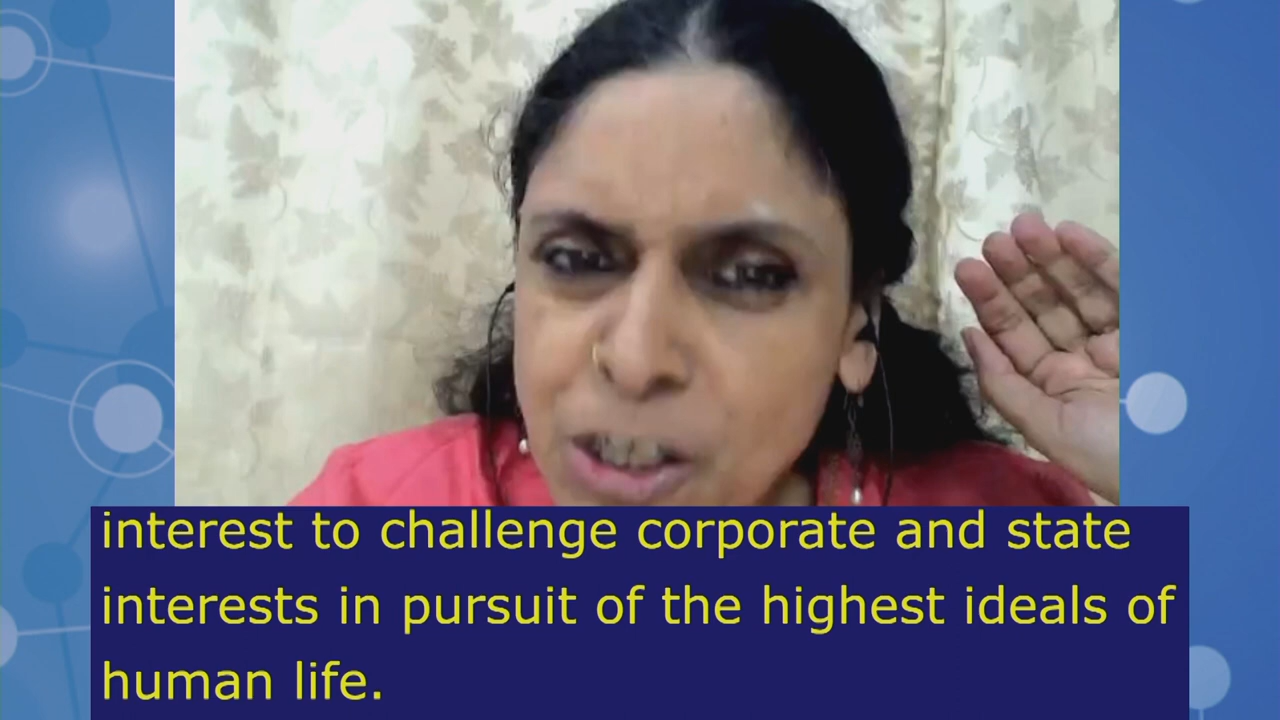 interest to challenge corporate and state
interests in pursuit of the highest ideals of
human life.